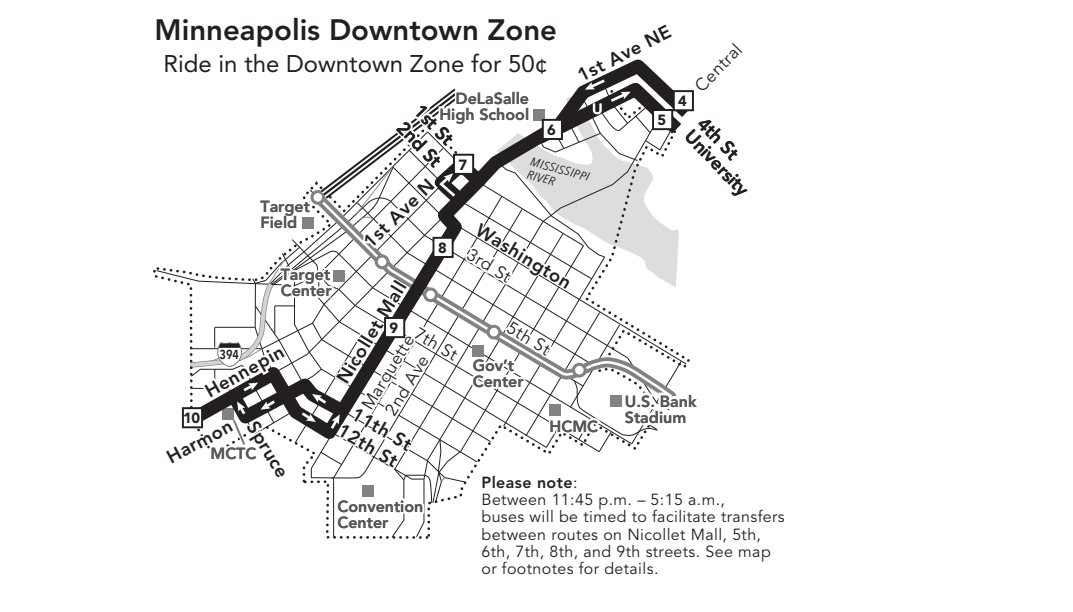 Minneapolis Downtown Zone
Ride in the Downtown Zone for 50¢
1st Ave NE
Central
DeLaSalle
High School
4
5
6
U
4th St
University
1st St
2nd St
7
MISSISSIPPI
RIVER
Target
Field
1st Ave N
8
Washington
3rd St
Target
Center
Nicollet Mall
9
5th St
7th St
Marquette
2nd Ave
Gov't
Center
394
Hennepin
U.S. Bank
Stadium
HCMC
10
Harmon
MCTC
Spruce
11th St
12th St
Convention
Center
Please note:
Between 11:45 p.m. – 5:15 a.m.,
buses will be timed to facilitate transfers
between routes on Nicollet Mall, 5th,
6th, 7th, 8th, and 9th streets. See map
or footnotes for details.